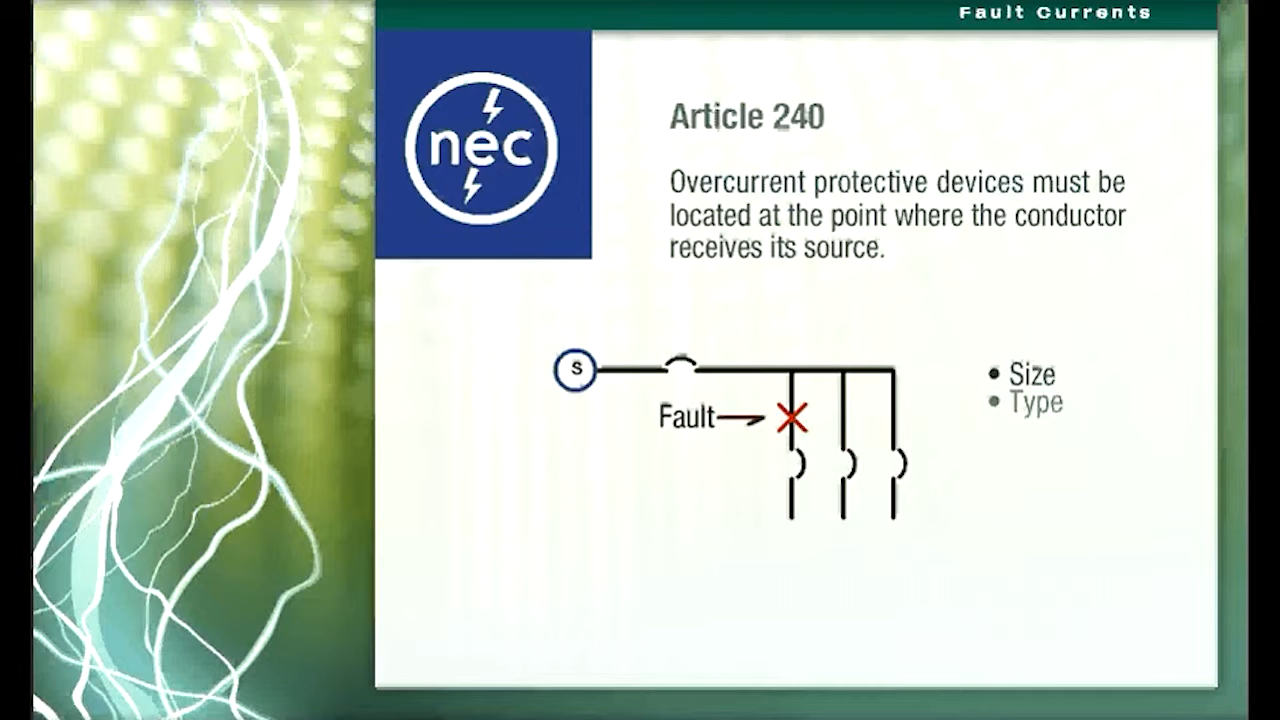 Fault Currents
nec
Article 240
Overcurrent protective devices must be
located at the point where the conductor
receives its source.
S
Fault
• Size
• Type